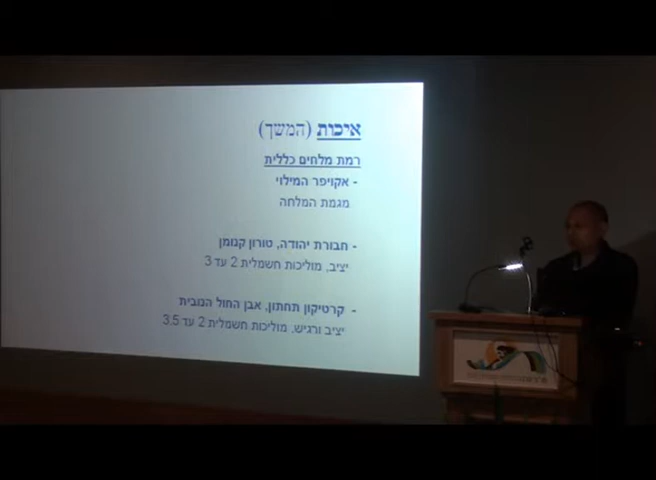 איכות (המשך)
רמת מלחים כללית
- אקויפר המילוי
מגמת המלחה
- חבורת יהודה, טורון קנומן
יציב, מוליכות חשמלית 2 עד 3
- קרטיקון תחתון, אבן החול הנובית
יציב ורגיש, מוליכות חשמלית 2 עד 3.5